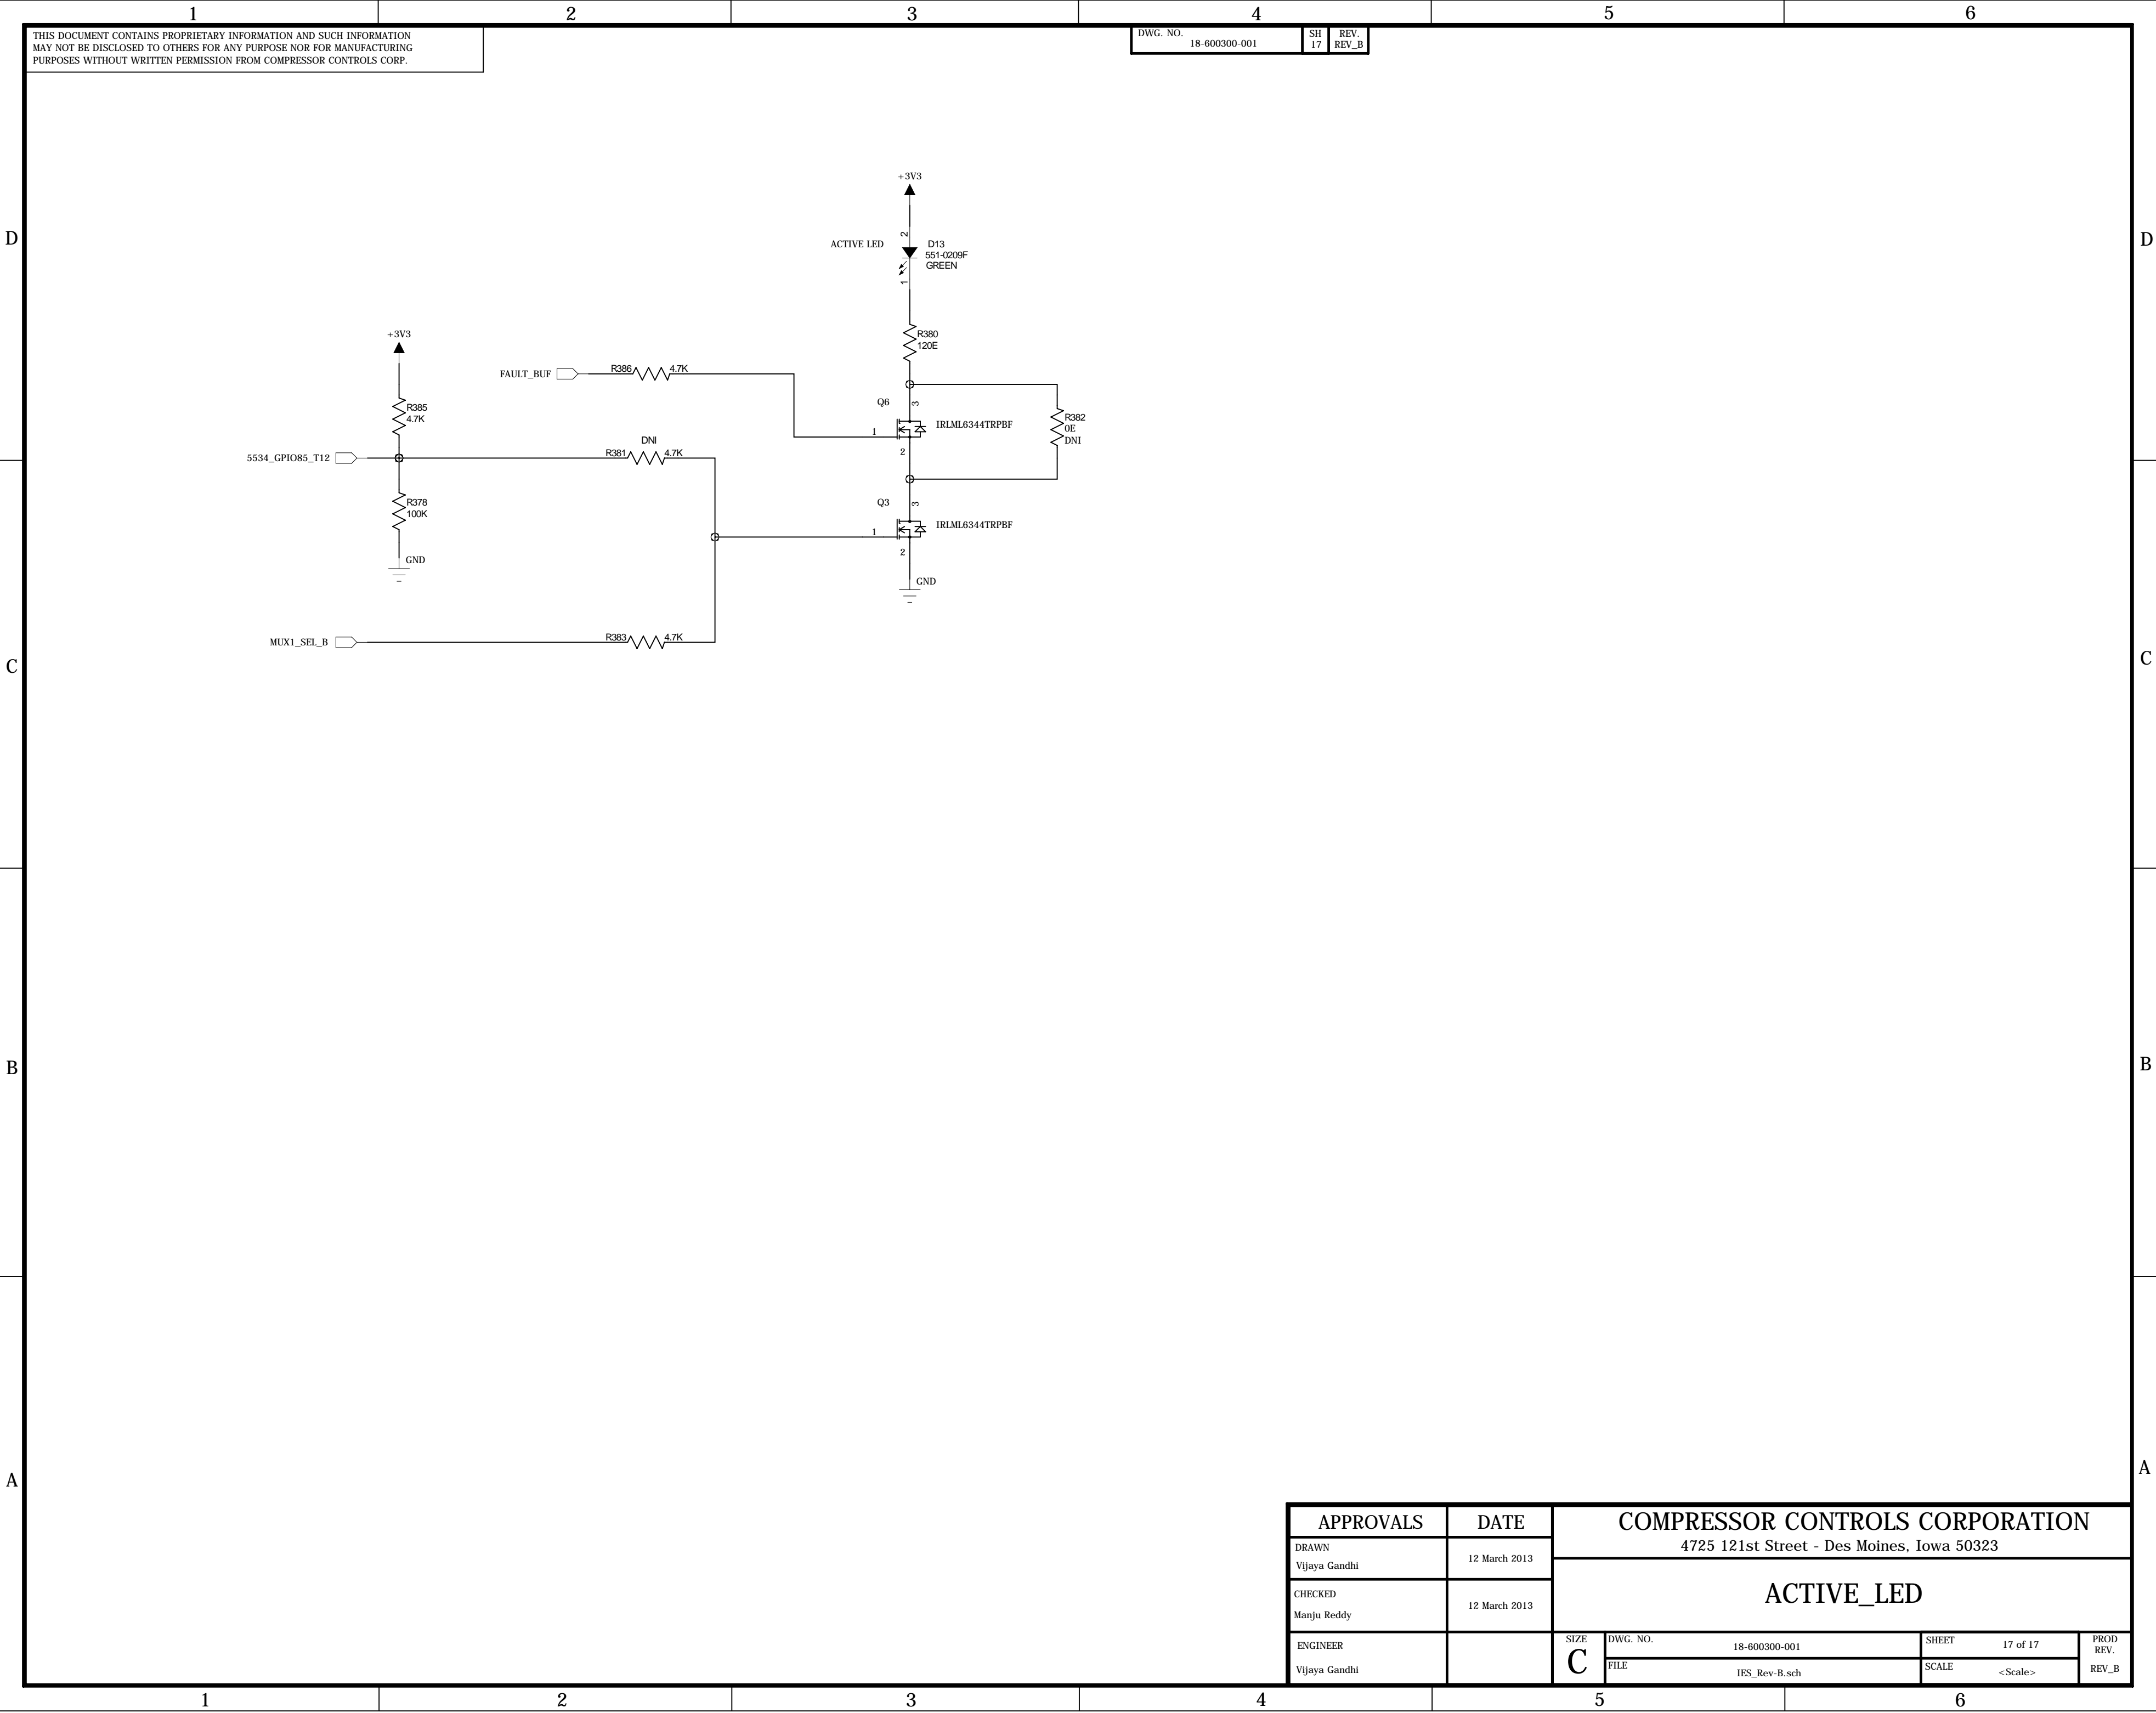 1 2 3 4 5 6
THIS DOCUMENT CONTAINS PROPRIETARY INFORMATION AND SUCH INFORMATION
MAY NOT BE DISCLOSED TO OTHERS FOR ANY PURPOSE NOR FOR MANUFACTURING
PURPOSES WITHOUT WRITTEN PERMISSION FROM COMPRESSOR CONTROLS CORP.
DWG. NO. SH REV.
18-600300-001 17 REV_B
+3V3
D D
2
ACTIVE LED D13
551-0209F
GREEN
1
+3V3
R380
120E
FAULT_BUF R386 4.7K
Q6 3
R385
4.7K
R382
0E
DNI
IRLML6344TRPBF
1
DNI
2
5534_GPIO85_T12 R381 4.7K
R378
100K
Q3 3
IRLML6344TRPBF
1
2
GND
GND
MUX1_SEL_B R383 4.7K
C C
B B
A A
APPROVALS DATE COMPRESSOR CONTROLS CORPORATION
4725 121st Street - Des Moines, Iowa 50323
DRAWN
Vijaya Gandhi 12 March 2013
CHECKED
Manju Reddy 12 March 2013
ACTIVE_LED
ENGINEER
Vijaya Gandhi
SIZE
C
DWG. NO. 18-600300-001
SHEET 17 of 17
PROD
REV.
REV_B
FILE IES_Rev-B.sch
SCALE <Scale>
1 2 3 4 5 6